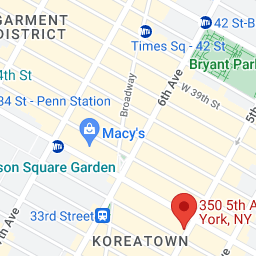 GARMENT
DISTRICT
42 St-B
Times Sq - 42 St
Bryant Park
4th St
Broadway
6th Ave
W 39th St
34 St - Penn Station
Macy's
son Square Garden
5th
350 5th A
York, NY
33rd Street
KOREATOWN
7th Ave